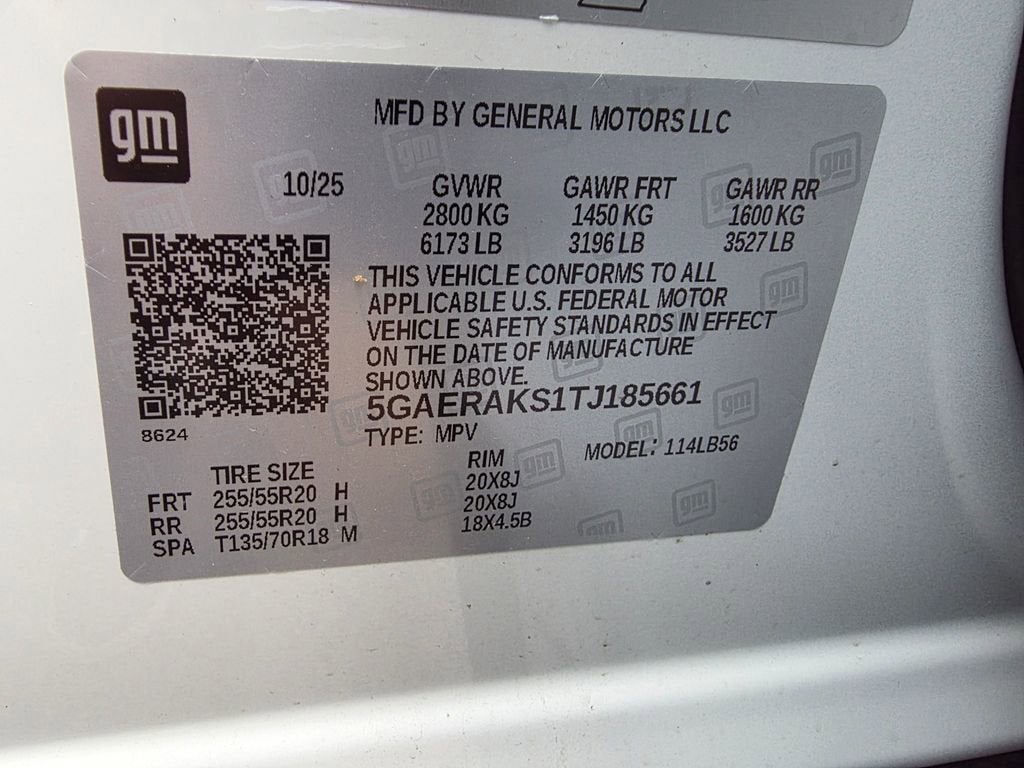 gm
MFD BY GENERAL MOTORS LLC
10/25 GVWR GAWR FRT GAWR RR
2800 KG 1450 KG 1600 KG
6173 LB 3196 LB 3527 LB
THIS VEHICLE CONFORMS TO ALL
APPLICABLE U.S. FEDERAL MOTOR
VEHICLE SAFETY STANDARDS IN EFFECT
ON THE DATE OF MANUFACTURE
SHOWN ABOVE.
5GAERAKS1TJ185661
8624
TYPE: MPV MODEL: 114LB56
TIRE SIZE RIM
FRT 255/55R20 H 20X8J
RR 255/55R20 H 20X8J
SPA T135/70R18 M 18X4.5B